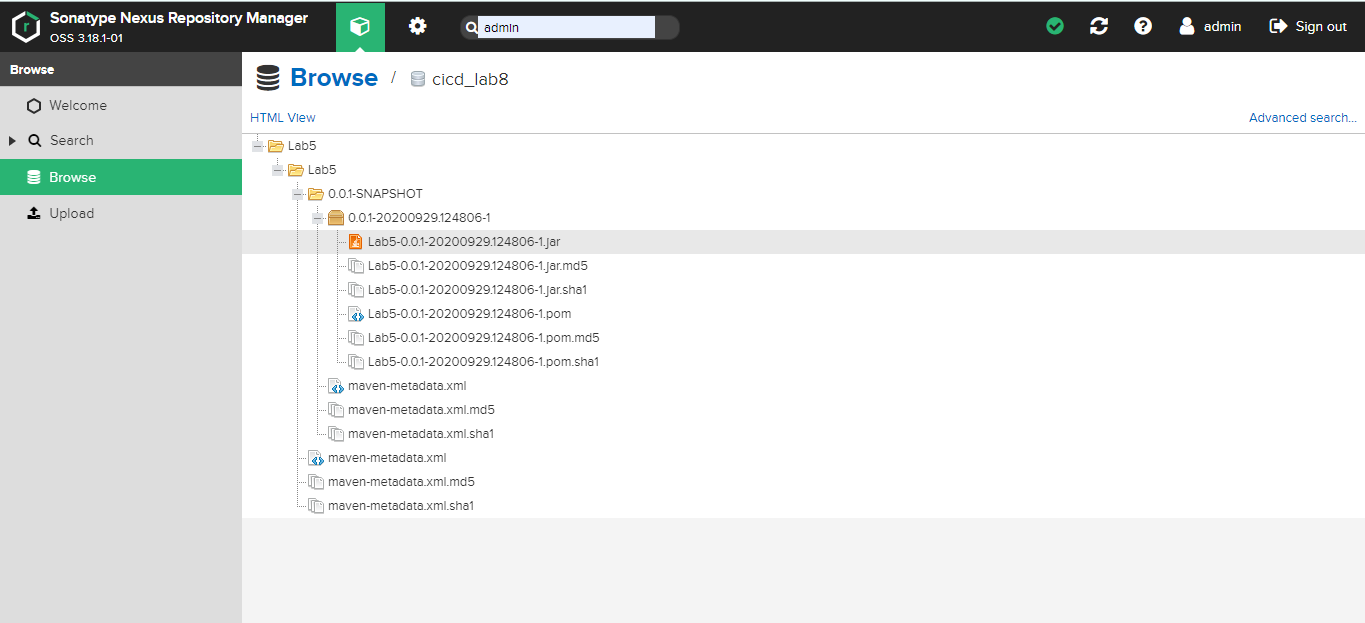 Sonatype Nexus Repository Manager
OSS 3.18.1-01
admin
admin
Sign out
Browse
Welcome
Search
Browse
Upload
Browse / cicd_lab8
HTML View
Advanced search...
Lab5
Lab5
0.0.1-SNAPSHOT
0.0.1-20200929.124806-1
Lab5-0.0.1-20200929.124806-1.jar
Lab5-0.0.1-20200929.124806-1.jar.md5
Lab5-0.0.1-20200929.124806-1.jar.sha1
Lab5-0.0.1-20200929.124806-1.pom
Lab5-0.0.1-20200929.124806-1.pom.md5
Lab5-0.0.1-20200929.124806-1.pom.sha1
maven-metadata.xml
maven-metadata.xml.md5
maven-metadata.xml.sha1
maven-metadata.xml
maven-metadata.xml.md5
maven-metadata.xml.sha1